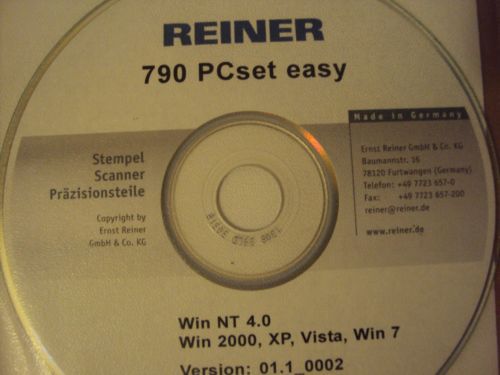 REINER
790 PCset easy
Made in Germany
Stempel
Scanner
Präzisionsteile
Copyright by
Ernst Reiner
GmbH & Co. KG
Ernst Reiner GmbH & Co. KG
Baumannstr. 16
78120 Furtwangen (Germany)
Telefon: +49 7723 657-0
Fax: +49 7723 657-200
reiner@reiner.de
www.reiner.de
Win NT 4.0
Win 2000, XP, Vista, Win 7
Version: 01.1_0002